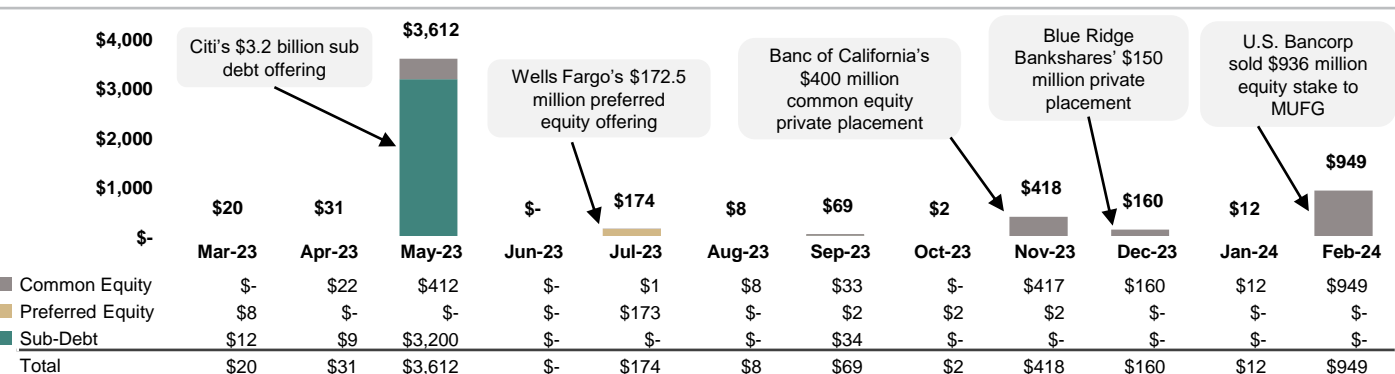 $4,000
$3,000
$2,000
$1,000
$-
Citi's $3.2 billion sub
debt offering
$3,612
Wells Fargo's $172.5
million preferred
equity offering
Banc of California's
$400 million
common equity
private placement
Blue Ridge
Bankshares' $150
million private
placement
U.S. Bancorp
sold $936 million
equity stake to
MUFG
$20 $31 $- $174 $8 $69 $2 $418 $160 $12 $949
Mar-23 Apr-23 May-23 Jun-23 Jul-23 Aug-23 Sep-23 Oct-23 Nov-23 Dec-23 Jan-24 Feb-24
Common Equity $- $22 $412 $- $1 $8 $33 $- $417 $160 $12 $949
Preferred Equity $8 $- $- $- $173 $- $2 $2 $2 $- $- $-
Sub-Debt $12 $9 $3,200 $- $- $- $34 $- $- $- $- $-
Total $20 $31 $3,612 $- $174 $8 $69 $2 $418 $160 $12 $949